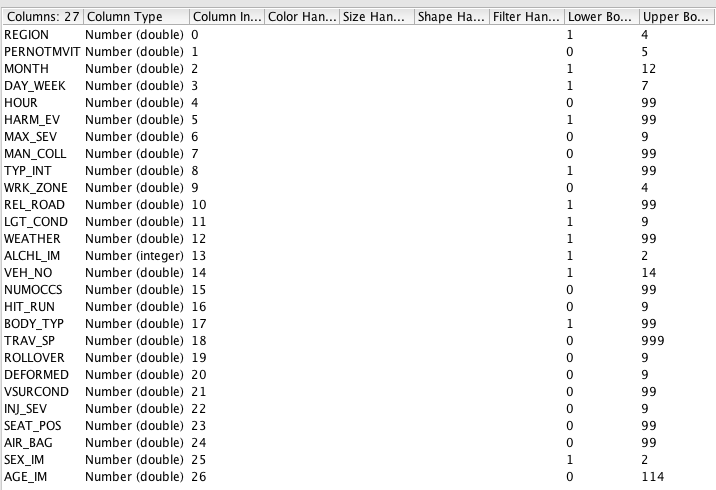 Columns: 27 Column Type Column In... Color Han... Size Han... Shape Ha... Filter Han... Lower Bo... Upper Bo...
REGION Number (double) 0 1 4
PERNOTMVIT Number (double) 1 0 5
MONTH Number (double) 2 1 12
DAY_WEEK Number (double) 3 1 7
HOUR Number (double) 4 0 99
HARM_EV Number (double) 5 1 99
MAX_SEV Number (double) 6 0 9
MAN_COLL Number (double) 7 0 99
TYP_INT Number (double) 8 1 99
WRK_ZONE Number (double) 9 0 4
REL_ROAD Number (double) 10 1 99
LGT_COND Number (double) 11 1 9
WEATHER Number (double) 12 1 99
ALCHL_IM Number (integer) 13 1 2
VEH_NO Number (double) 14 1 14
NUMOCCS Number (double) 15 0 99
HIT_RUN Number (double) 16 0 9
BODY_TYP Number (double) 17 1 99
TRAV_SP Number (double) 18 0 999
ROLLOVER Number (double) 19 0 9
DEFORMED Number (double) 20 0 9
VSURCOND Number (double) 21 0 99
INJ_SEV Number (double) 22 0 9
SEAT_POS Number (double) 23 0 99
AIR_BAG Number (double) 24 0 99
SEX_IM Number (double) 25 1 2
AGE_IM Number (double) 26 0 114